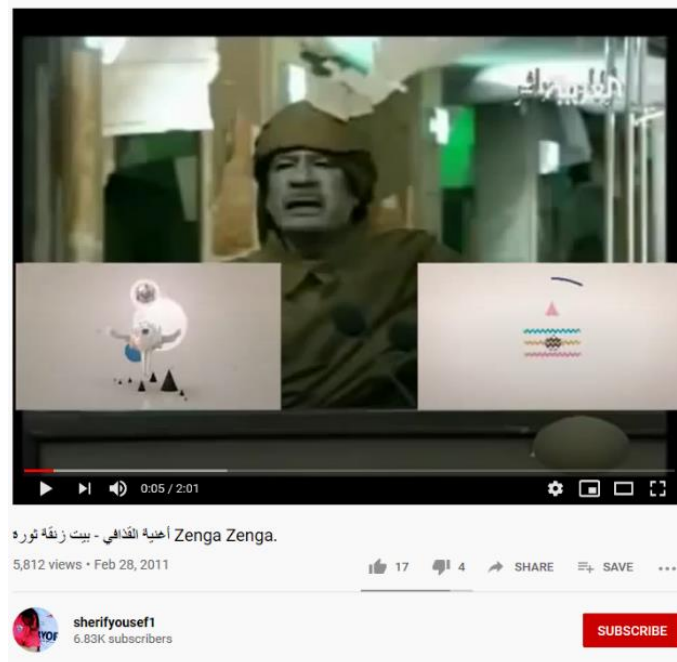 0:05 / 2:01
أغنية القذافي - بيت زنقة ثورة Zenga Zenga.
5,812 views • Feb 28, 2011
17 4 SHARE SAVE
sherifyousef1
6.83K subscribers
SUBSCRIBE